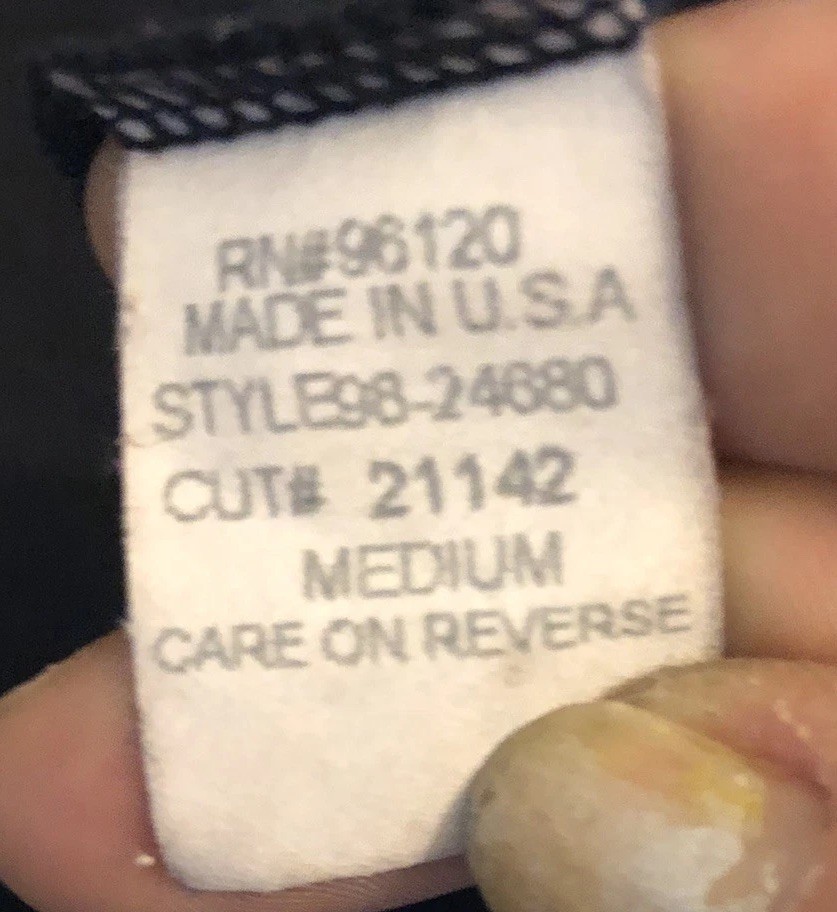 RN#96120
MADE IN U.S.A
STYLE98-24680
CUT# 21142
MEDIUM
CARE ON REVERSE